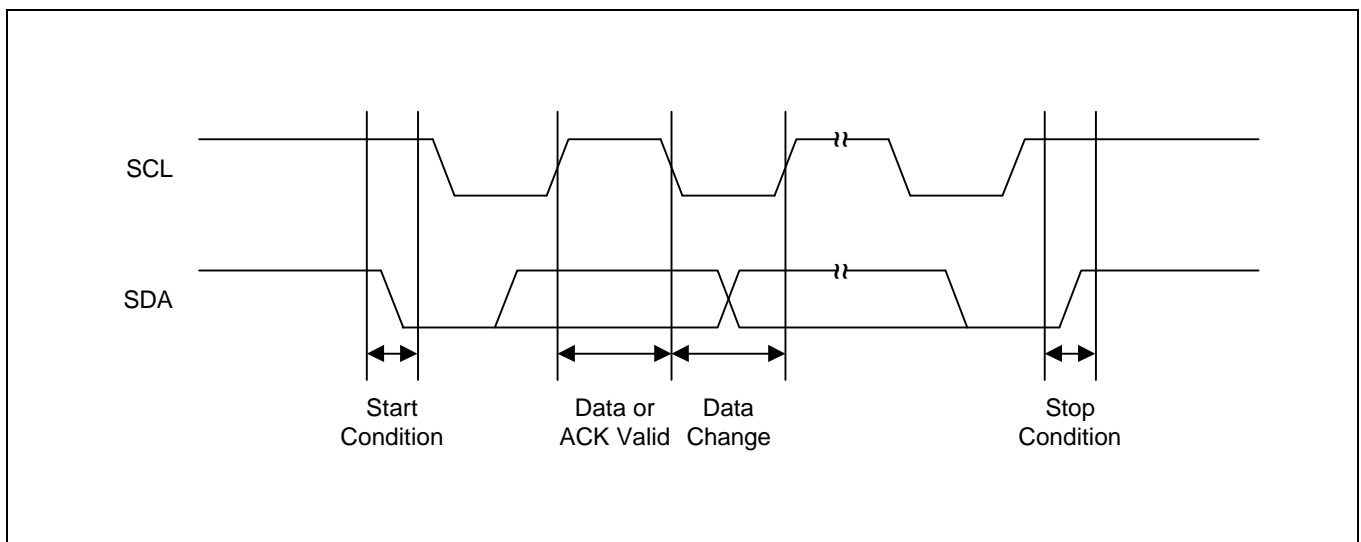 SCL
SDA
Start
Condition
Data or
ACK Valid
Data
Change
Stop
Condition